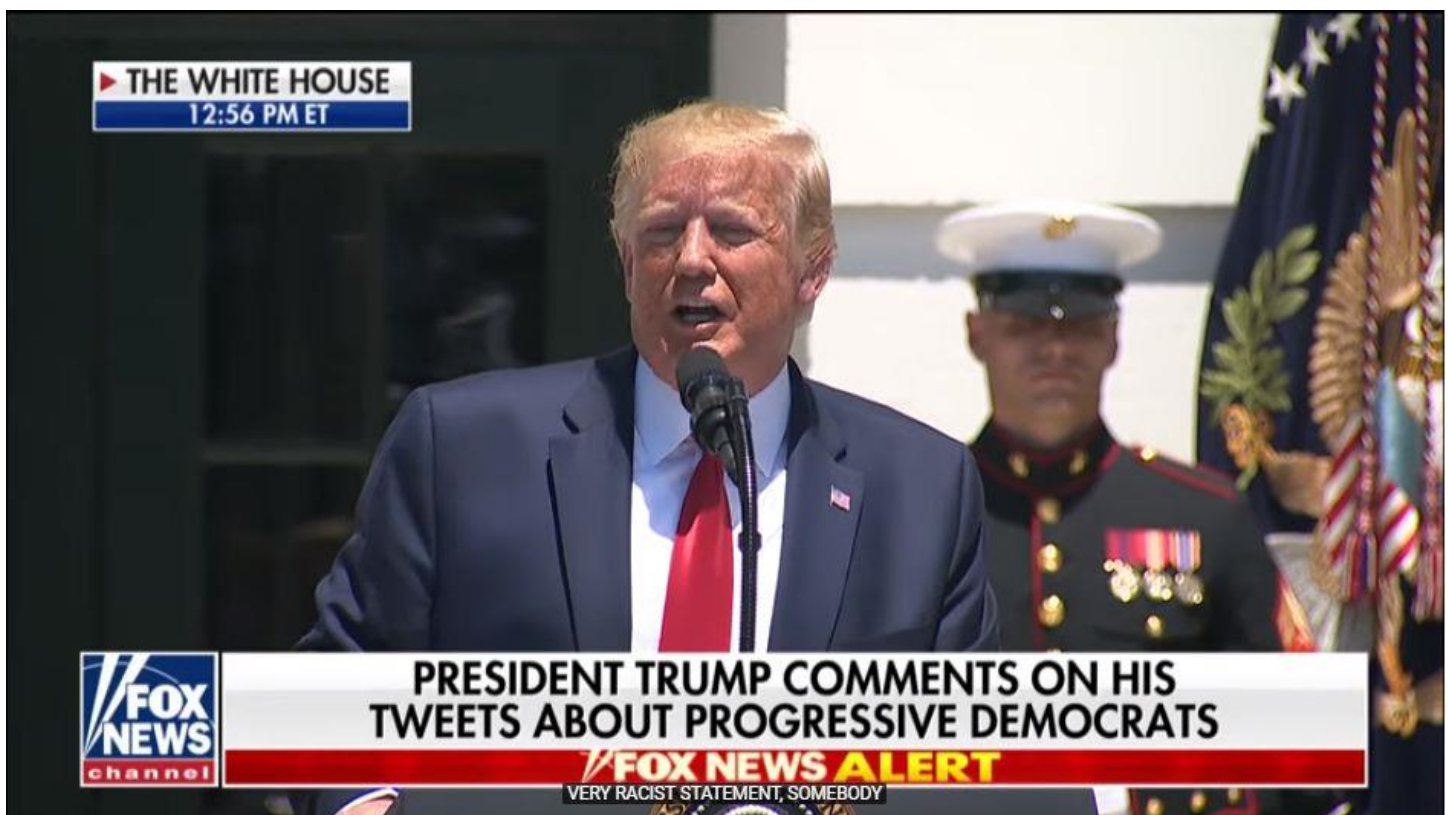 THE WHITE HOUSE
12:56 PM ET
PRESIDENT TRUMP COMMENTS ON HIS
TWEETS ABOUT PROGRESSIVE DEMOCRATS
FOX
NEWS
channel
FOX NEWS ALERT
VERY RACIST STATEMENT, SOMEBODY